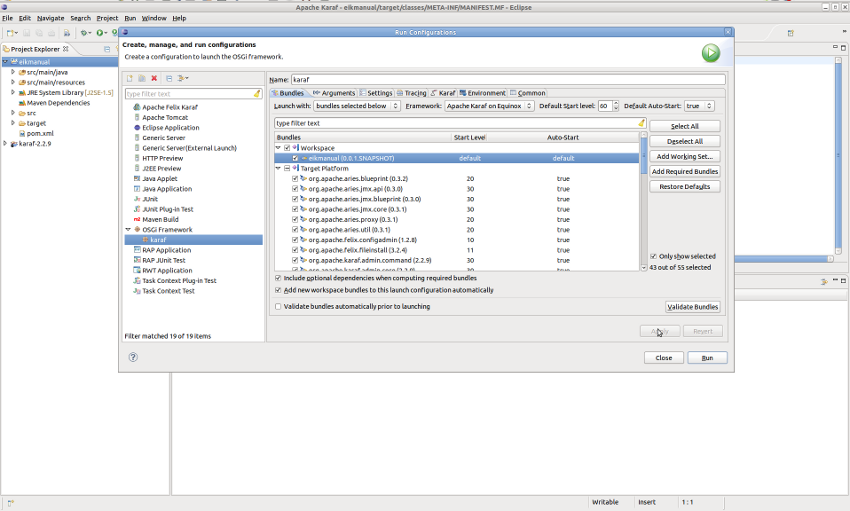 Apache Karaf - eikmanual/target/classes/META-INF/MANIFEST.MF - Eclipse
File Edit Navigate Search Project Run Window Help
Project Explorer
eikmanual
src/main/java
src/main/resources
JRE System Library [J2SE-1.5]
Maven Dependencies
src
target
pom.xml
karaf-2.2.9
Run Configurations
Create, manage, and run configurations
Create a configuration to launch the OSGi framework.
type filter text
Apache Felix Karaf
Apache Tomcat
Eclipse Application
Generic Server
Generic Server(External Launch)
HTTP Preview
J2EE Preview
Java Applet
Java Application
JUnit
JUnit Plug-in Test
Maven Build
OSGi Framework
karaf
RAP Application
RAP JUnit Test
RWT Application
Task Context Plug-in Test
Task Context Test
Filter matched 19 of 19 items
Name: karaf
Bundles Arguments Settings Tracing Karaf Environment Common
Launch with: bundles selected below Framework: Apache Karaf on Equinox Default Start level: 60 Default Auto-Start: true
type filter text
Bundles Start Level Auto-Start
Workspace
eikmanual (0.0.1.SNAPSHOT) default default
Target Platform
org.apache.aries.blueprint (0.3.2) 20 true
org.apache.aries.jmx.api (0.3.0) 30 true
org.apache.aries.jmx.blueprint (0.3.0) 30 true
org.apache.aries.jmx.core (0.3.1) 30 true
org.apache.aries.proxy (0.3.1) 20 true
org.apache.aries.util (0.3.1) 20 true
org.apache.felix.configadmin (1.2.8) 10 true
org.apache.felix.fileinstall (3.2.4) 11 true
org.apache.karaf.admin.command (2.2.9) 30 true
Select All
Deselect All
Add Working Set...
Add Required Bundles
Restore Defaults
Only show selected
43 out of 55 selected
Include optional dependencies when computing required bundles
Add new workspace bundles to this launch configuration automatically
Validate bundles automatically prior to launching
Validate Bundles
Apply Revert
Close Run
Writable Insert 1 : 1